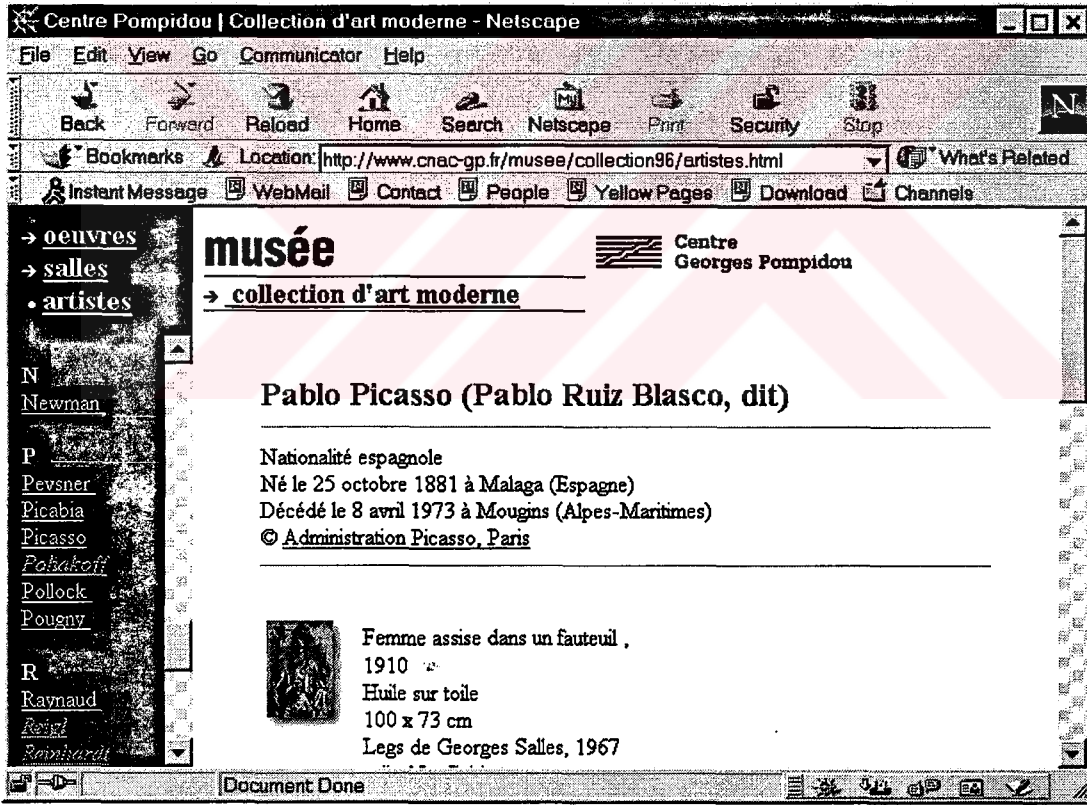 Centre Pompidou | Collection d'art moderne - Netscape
File Edit View Go Communicator Help
Back Forward Reload Home Search Netscape Print Security Stop
Bookmarks Location: http://www.cnac-gp.fr/musee/collection96/artistes.html What's Related
Instant Message WebMail Contact People Yellow Pages Download Channels
→ oeuvres
→ salles
• artistes
N
Newman
P
Pevsner
Picabia
Picasso
Poliakoff
Pollock
Pougny
R
Raynaud
Reigl
Reinhardt
musée
→ collection d'art moderne
Centre
Georges Pompidou
Pablo Picasso (Pablo Ruiz Blasco, dit)
Nationalité espagnole
Né le 25 octobre 1881 à Malaga (Espagne)
Décédé le 8 avril 1973 à Mougins (Alpes-Maritimes)
© Administration Picasso, Paris
Femme assise dans un fauteuil ,
1910
Huile sur toile
100 x 73 cm
Legs de Georges Salles, 1967
Document Done